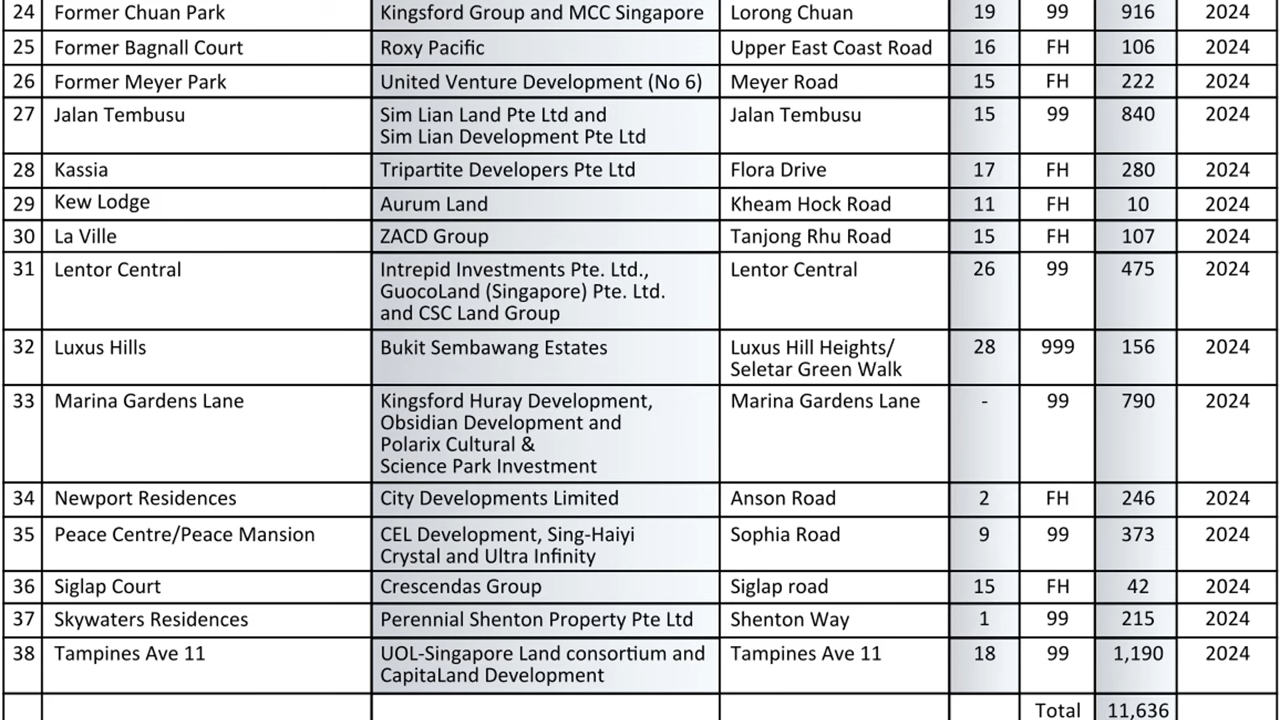 24 Former Chuan Park Kingsford Group and MCC Singapore Lorong Chuan 19 99 916 2024
25 Former Bagnall Court Roxy Pacific Upper East Coast Road 16 FH 106 2024
26 Former Meyer Park United Venture Development (No 6) Meyer Road 15 FH 222 2024
27 Jalan Tembusu Sim Lian Land Pte Ltd and Jalan Tembusu 15 99 840 2024
Sim Lian Development Pte Ltd
28 Kassia Tripartite Developers Pte Ltd Flora Drive 17 FH 280 2024
29 Kew Lodge Aurum Land Kheam Hock Road 11 FH 10 2024
30 La Ville ZACD Group Tanjong Rhu Road 15 FH 107 2024
31 Lentor Central Intrepid Investments Pte. Ltd., Lentor Central 26 99 475 2024
GuocoLand (Singapore) Pte. Ltd.
and CSC Land Group
32 Luxus Hills Bukit Sembawang Estates Luxus Hill Heights/ 28 999 156 2024
Seletar Green Walk
33 Marina Gardens Lane Kingsford Huray Development, Marina Gardens Lane - 99 790 2024
Obsidian Development and
Polarix Cultural &
Science Park Investment
34 Newport Residences City Developments Limited Anson Road 2 FH 246 2024
35 Peace Centre/Peace Mansion CEL Development, Sing-Haiyi Sophia Road 9 99 373 2024
Crystal and Ultra Infinity
36 Siglap Court Crescendas Group Siglap road 15 FH 42 2024
37 Skywaters Residences Perennial Shenton Property Pte Ltd Shenton Way 1 99 215 2024
38 Tampines Ave 11 UOL-Singapore Land consortium and Tampines Ave 11 18 99 1,190 2024
CapitaLand Development
Total 11,636